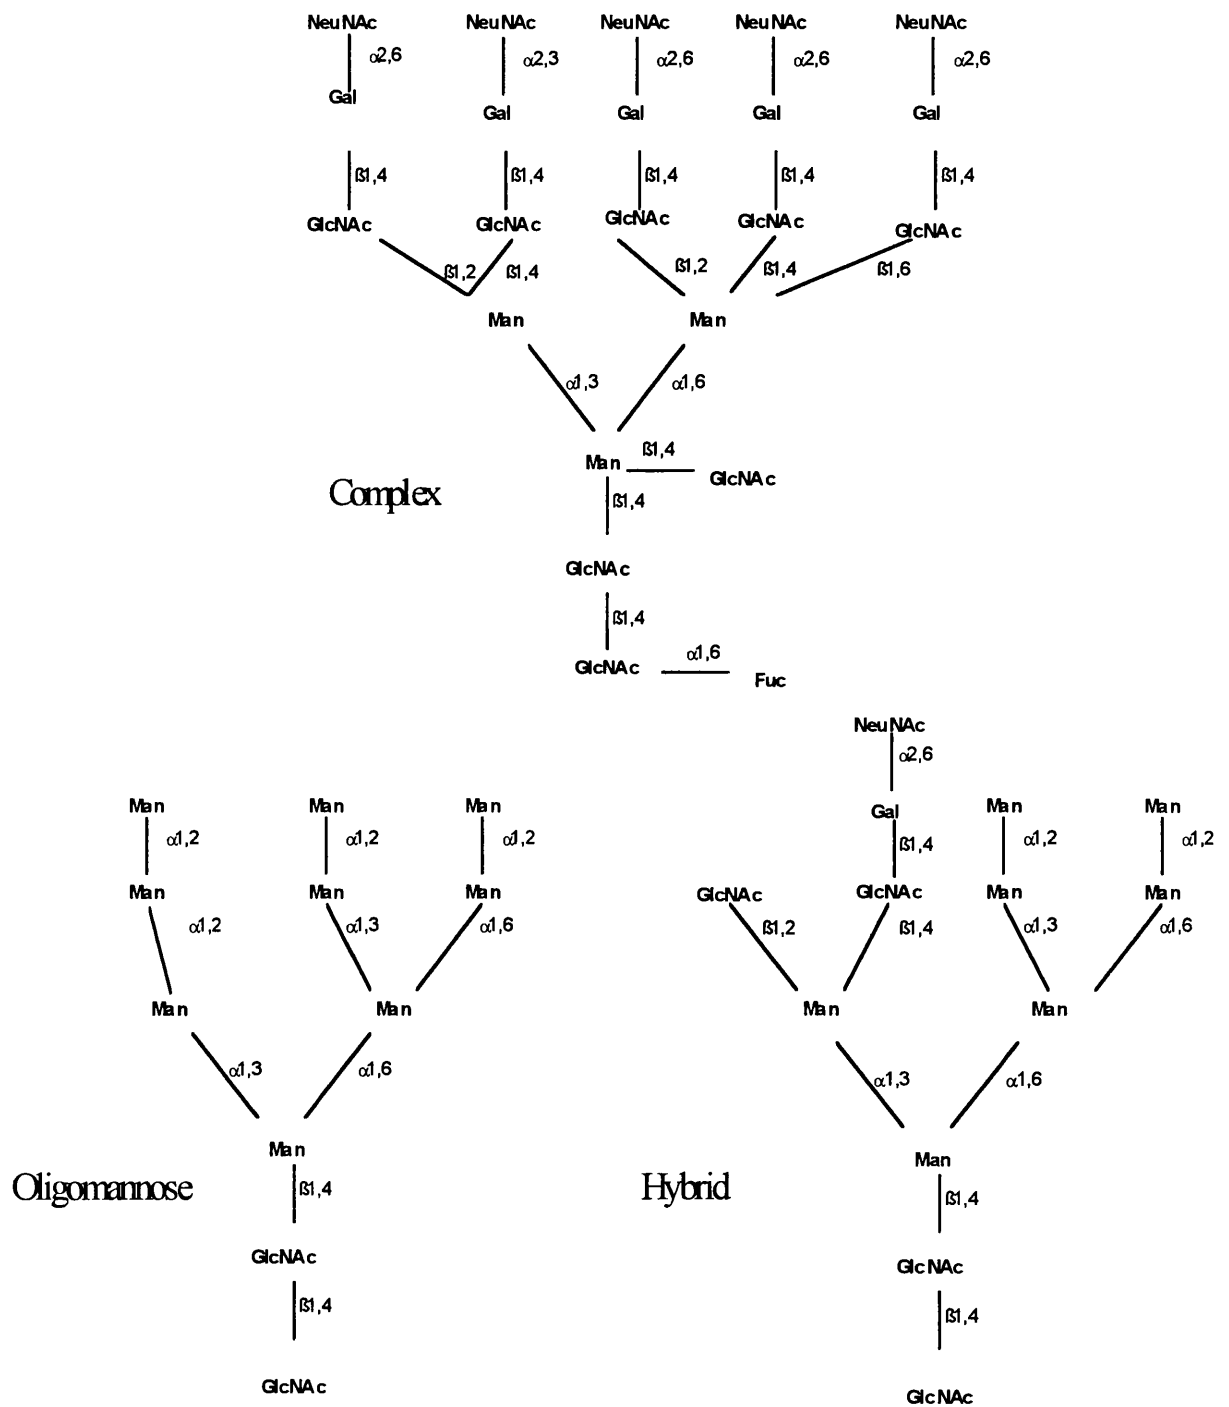 NeuNAc NeuNAc NeuNAc NeuNAc NeuNAc
α2,6 α2,3 α2,6 α2,6 α2,6
Gal Gal Gal Gal Gal
ß1,4 ß1,4 ß1,4 ß1,4 ß1,4
GlcNAc GlcNAc GlcNAc GlcNAc GlcNAc
ß1,2 ß1,4 ß1,2 ß1,4 ß1,6
Man Man
α1,3 α1,6
Man ß1,4 GlcNAc
Complex
ß1,4
GlcNAc
ß1,4
GlcNAc α1,6 Fuc
NeuNAc
α2,6
Man Man Man Gal Man Man
α1,2 α1,2 α1,2 ß1,4 α1,2 α1,2
Man Man Man GlcNAc GlcNAc Man Man
α1,2 α1,3 α1,6 ß1,2 ß1,4 α1,3 α1,6
Man Man Man Man
α1,3 α1,6 α1,3 α1,6
Man Man
Oligomannose ß1,4 Hybrid ß1,4
GlcNAc GlcNAc
ß1,4 ß1,4
GlcNAc GlcNAc